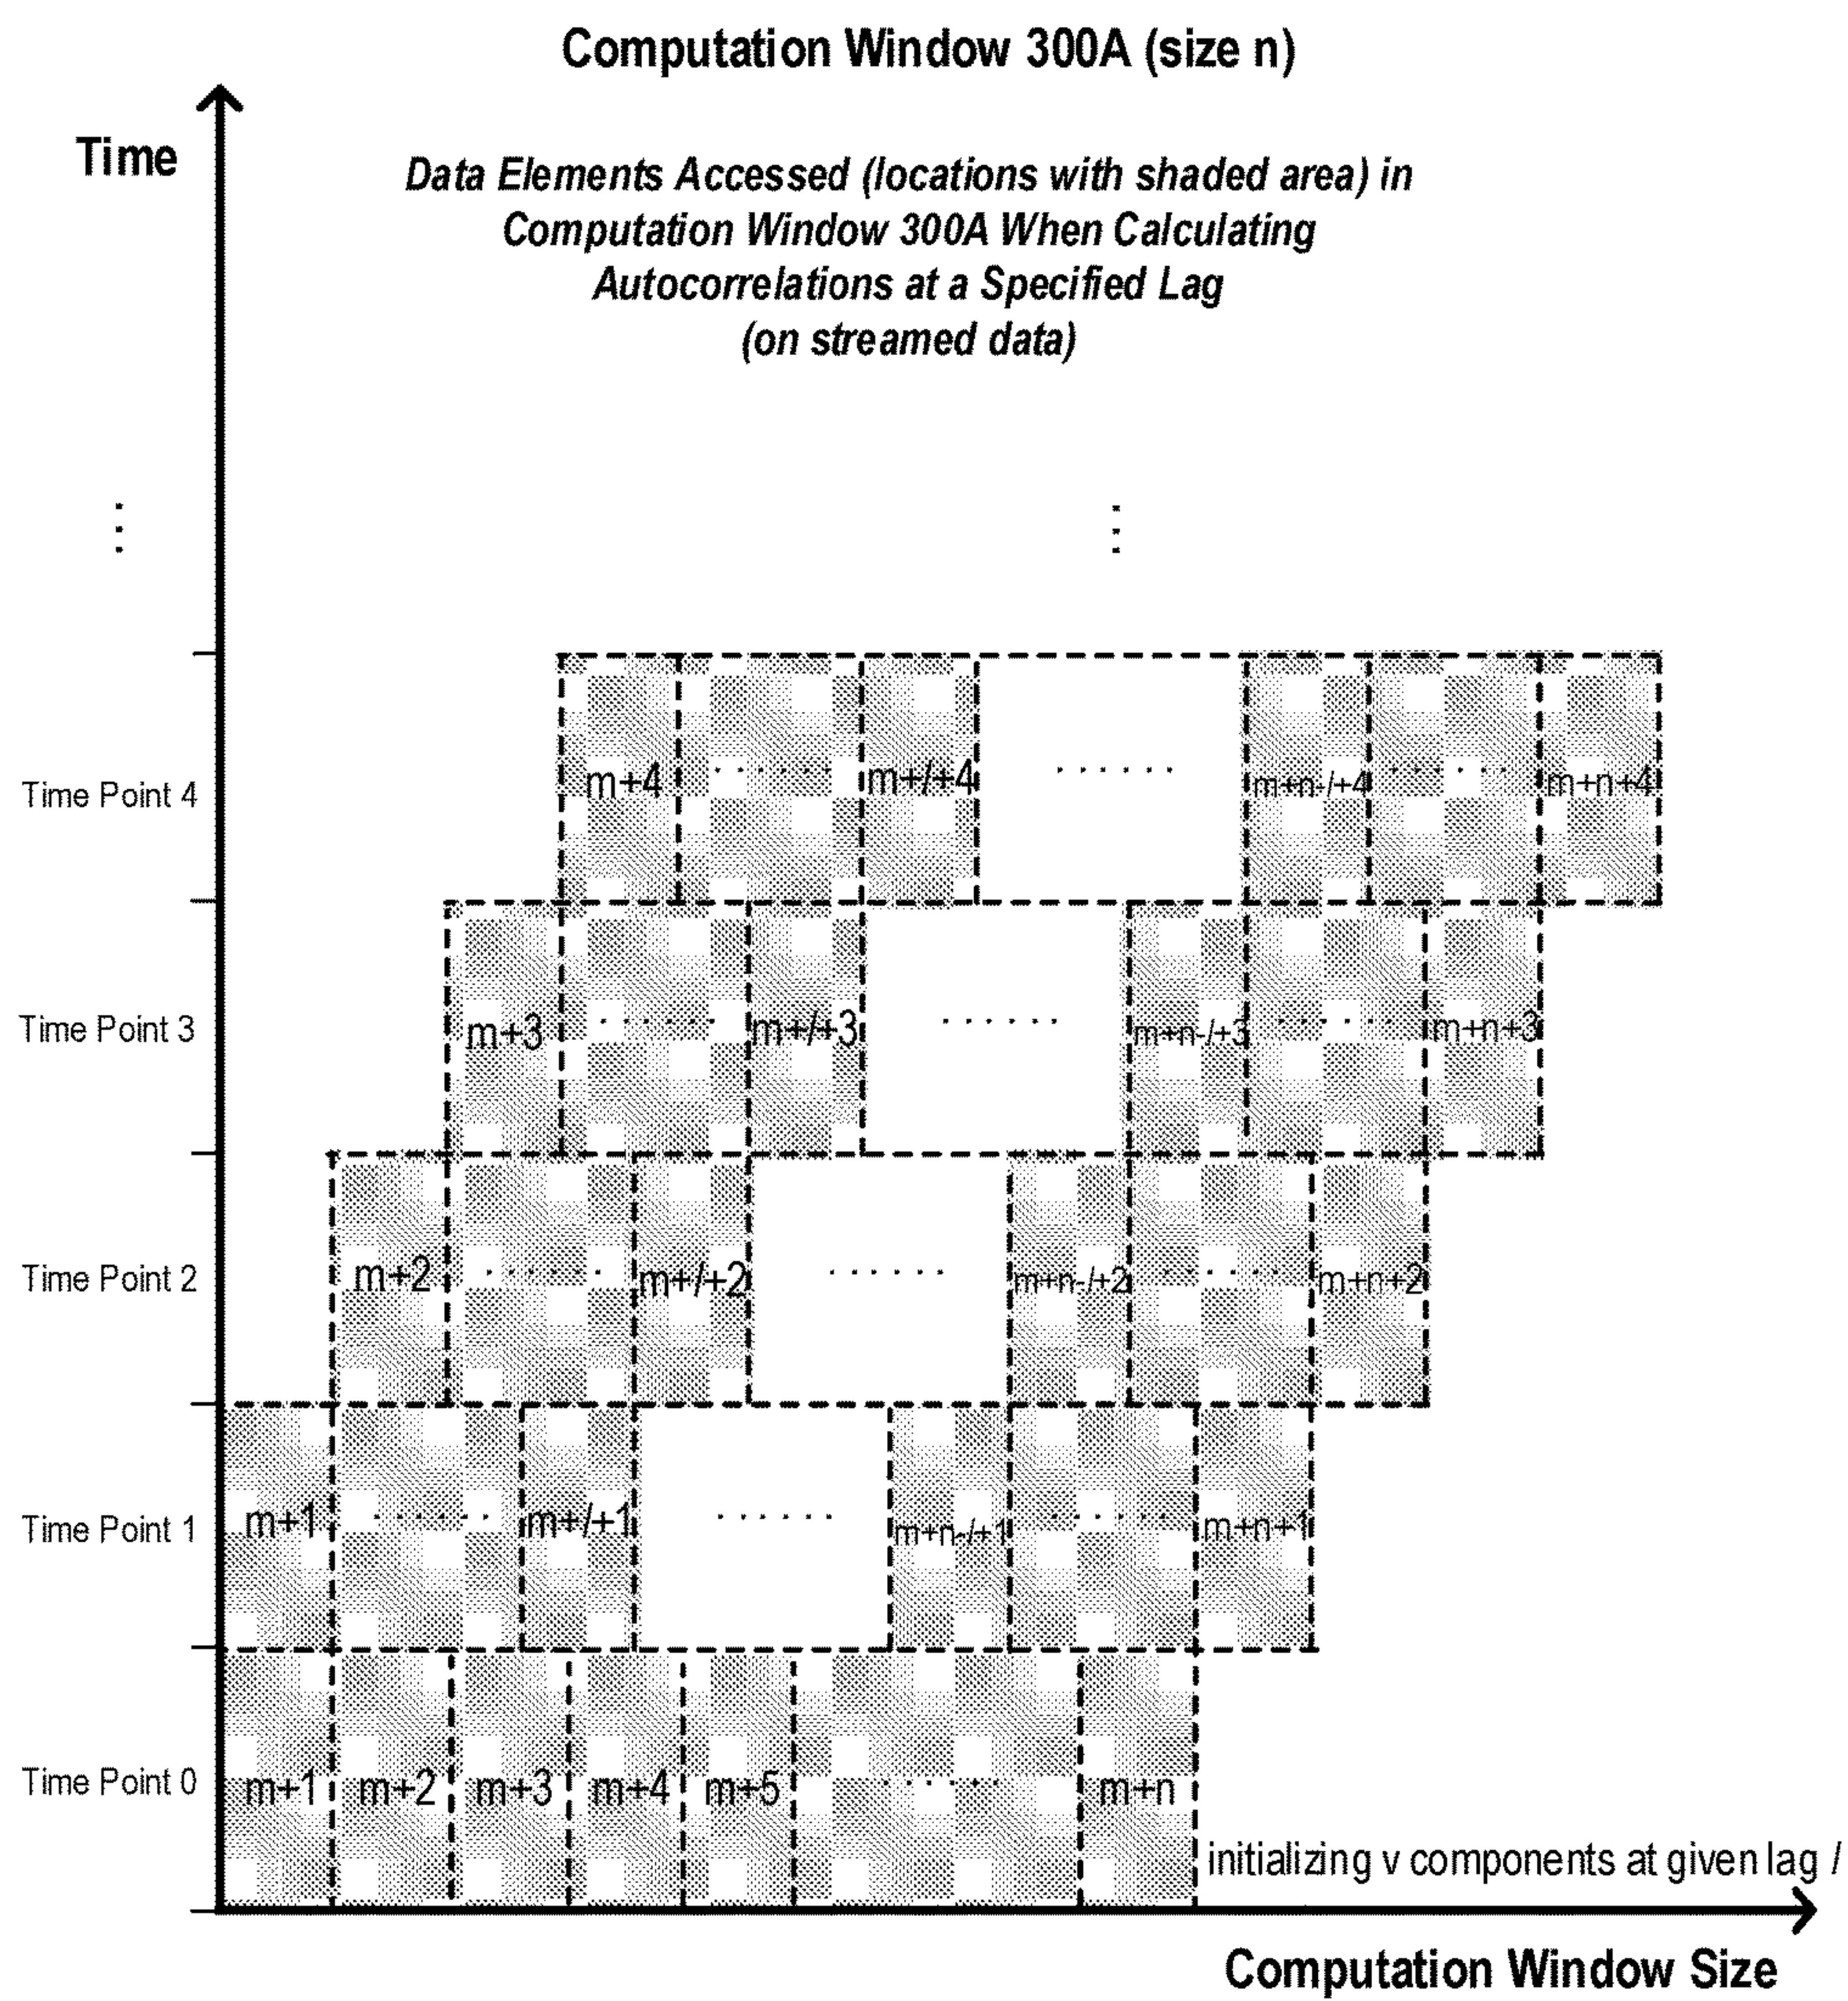 Computation Window 300A (size n)
Time
Data Elements Accessed (locations with shaded area) in
Computation Window 300A When Calculating
Autocorrelations at a Specified Lag
(on streamed data)
⋮ ⋮
Time Point 4 m+4 ...... m+l+4 ...... m+n-l+4 ...... m+n+4
Time Point 3 m+3 ...... m+l+3 ...... m+n-l+3 ...... m+n+3
Time Point 2 m+2 ...... m+l+2 ...... m+n-l+2 ...... m+n+2
Time Point 1 m+1 ...... m+l+1 ...... m+n-l+1 ...... m+n+1
Time Point 0 m+1 m+2 m+3 m+4 m+5 ...... m+n
initializing v components at given lag l
Computation Window Size